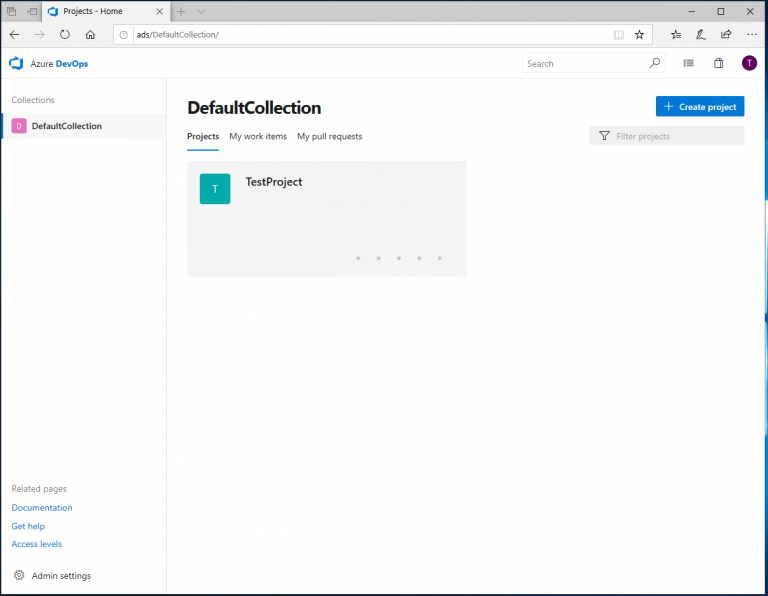 Projects - Home
ads/DefaultCollection/
Azure DevOps
Search
T
Collections
D DefaultCollection
DefaultCollection
Create project
Projects My work items My pull requests
Filter projects
T TestProject
Related pages
Documentation
Get help
Access levels
Admin settings